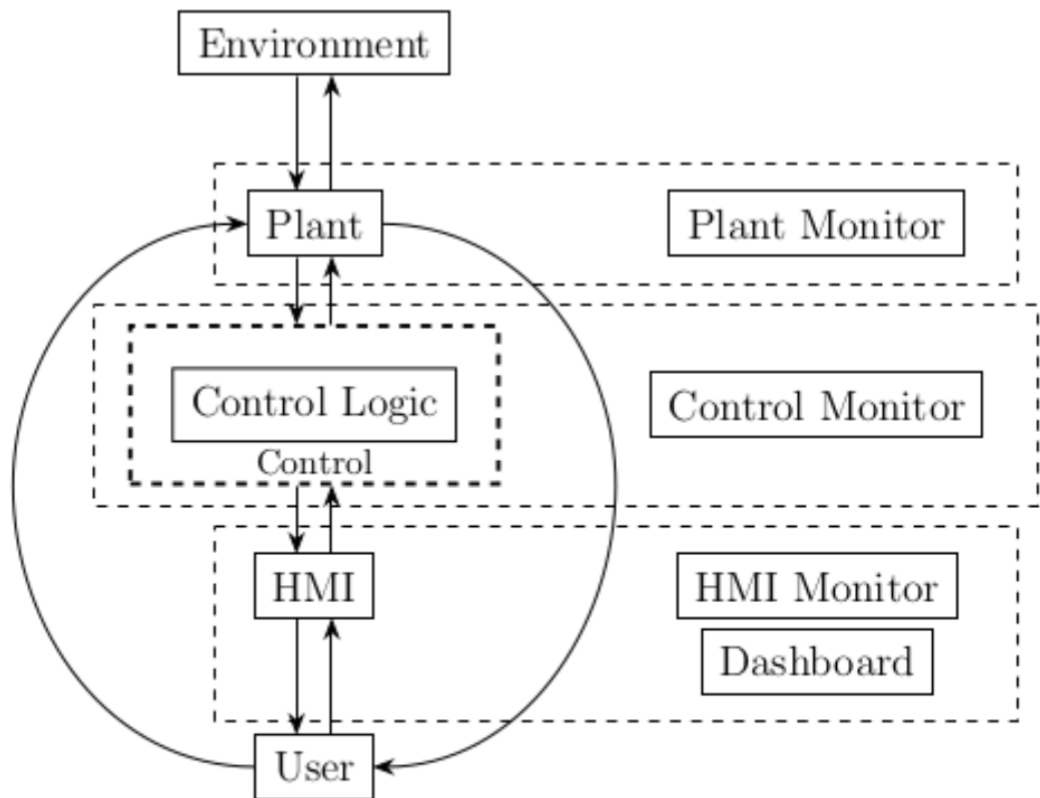 Environment
Plant
Plant Monitor
Control Logic
Control
Control Monitor
HMI
HMI Monitor
Dashboard
User